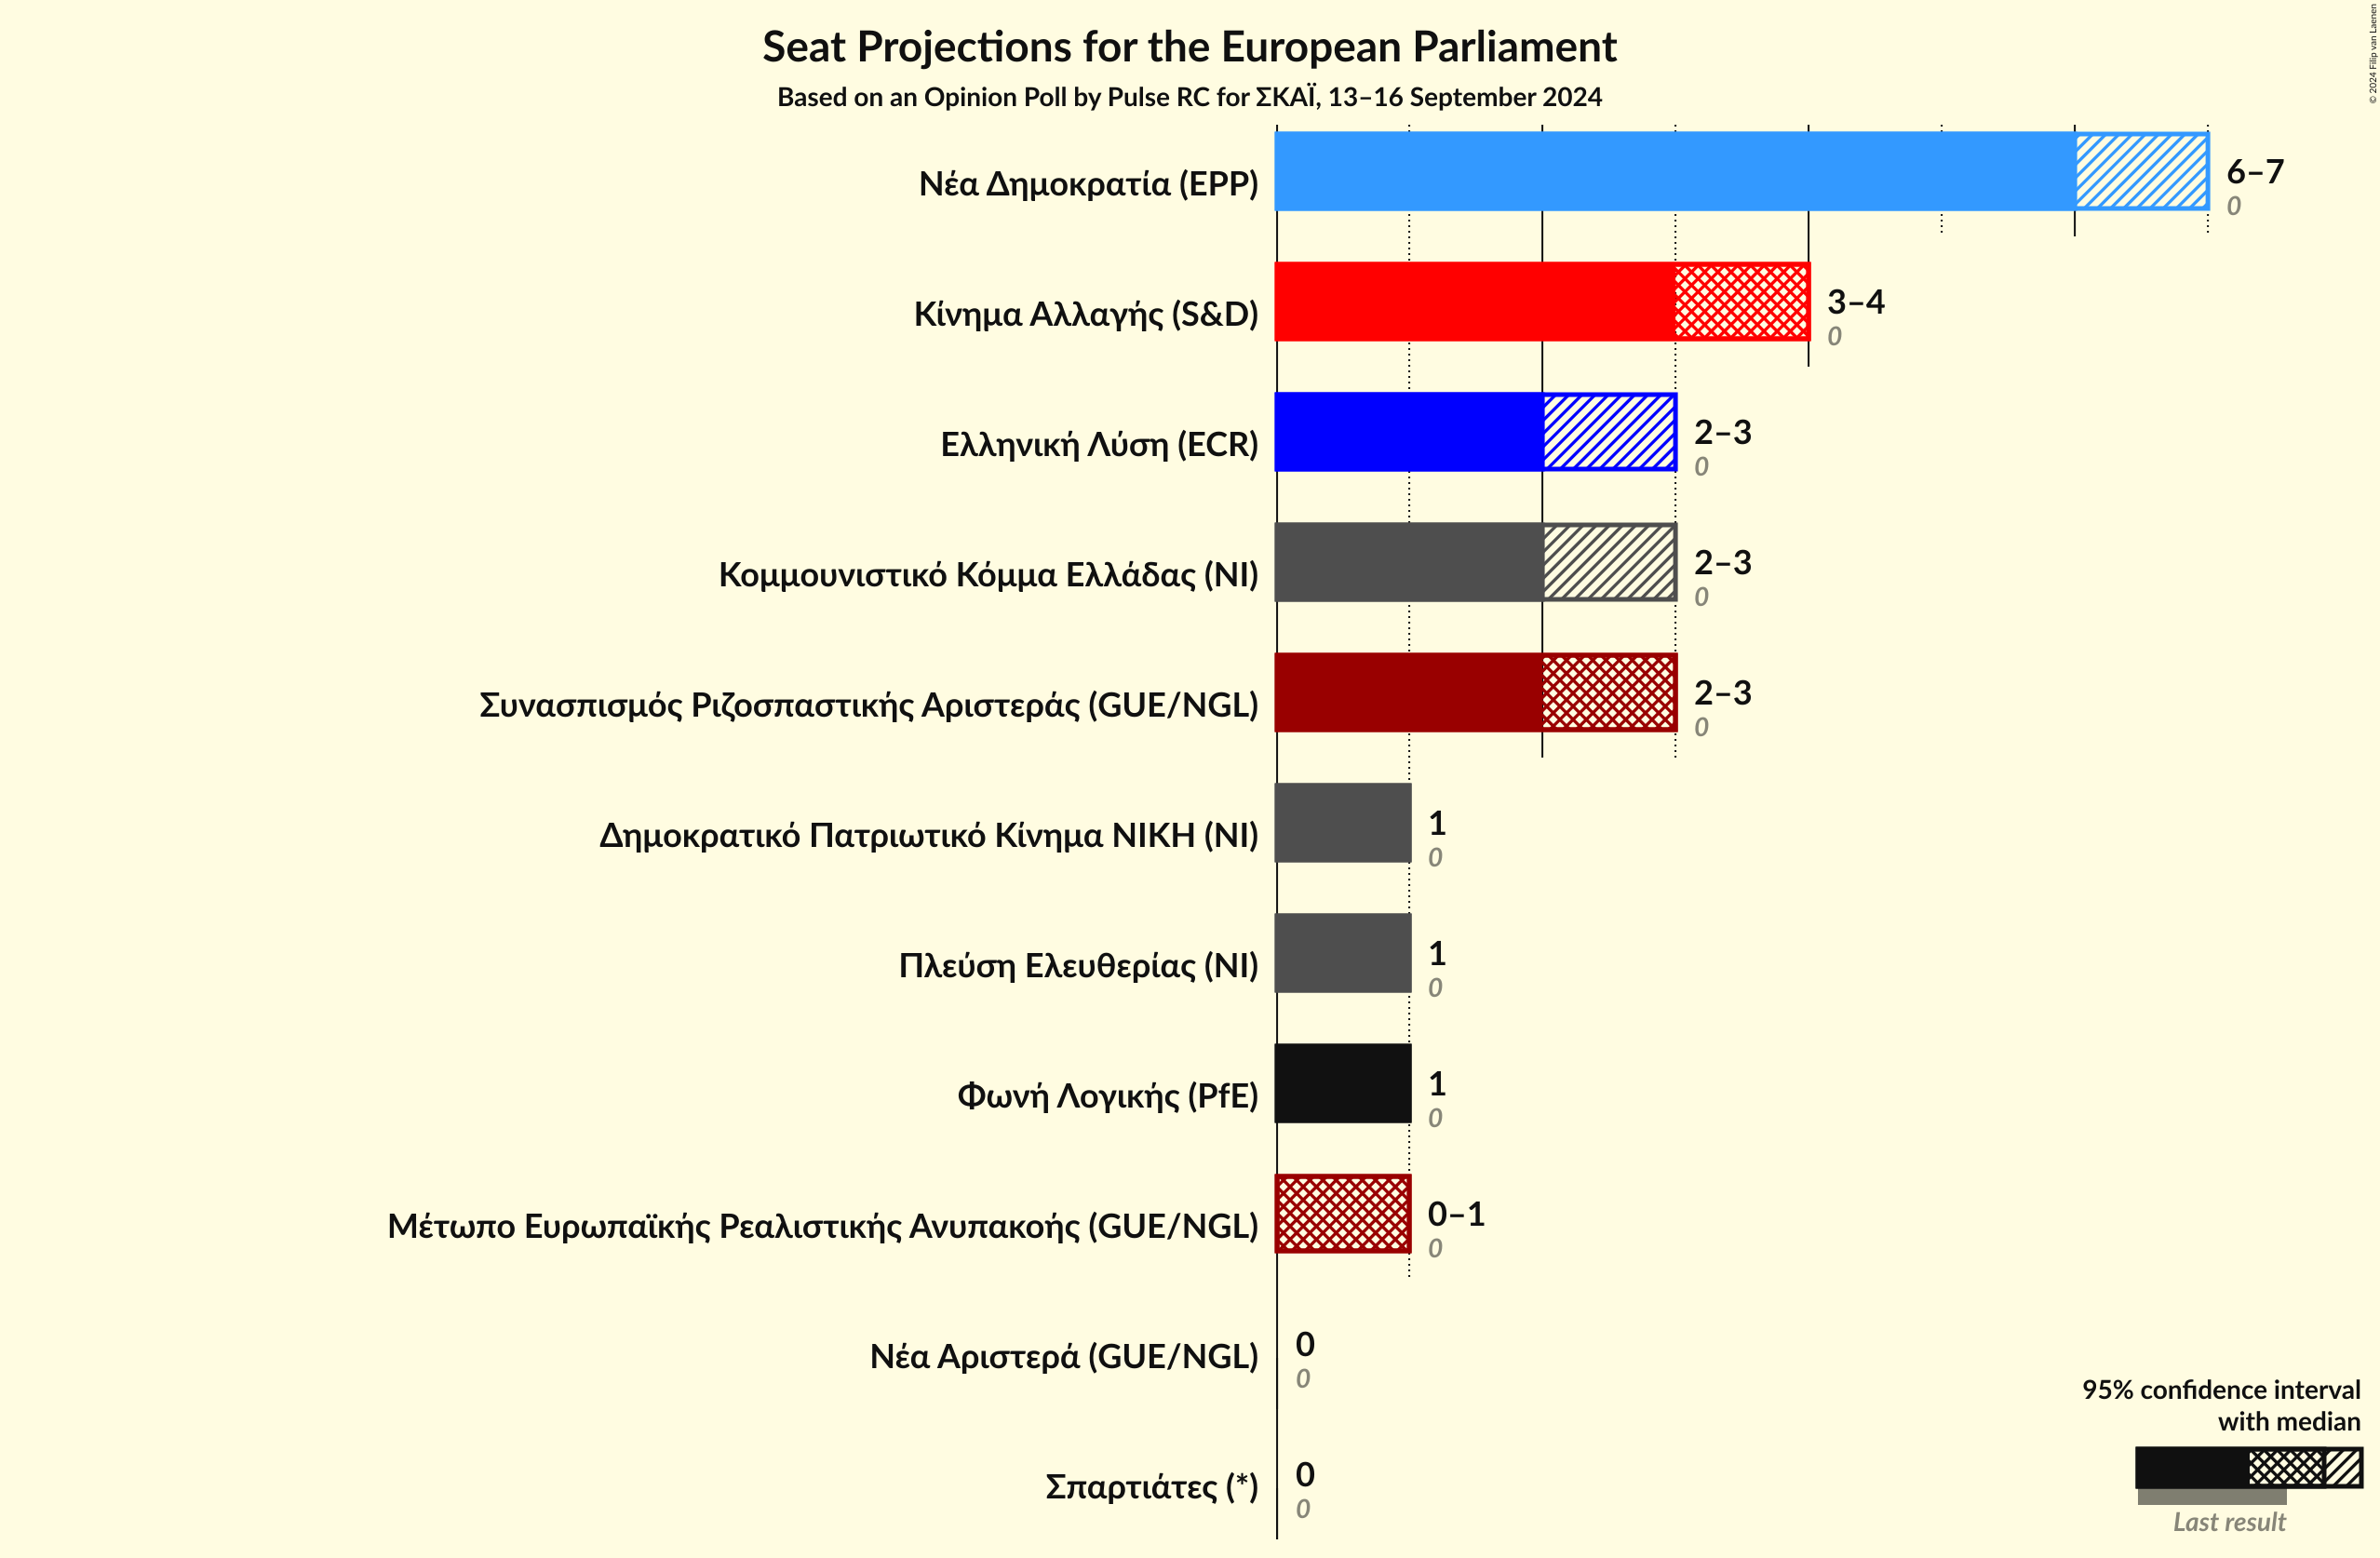 Seat Projections for the European Parliament
Based on an Opinion Poll by Pulse RC for ΣΚΑΪ, 13–16 September 2024
© 2024 Filip van Laenen
Νέα Δημοκρατία (EPP)
6–7
0
Κίνημα Αλλαγής (S&D)
3–4
0
Ελληνική Λύση (ECR)
2–3
0
Κομμουνιστικό Κόμμα Ελλάδας (NI)
2–3
0
Συνασπισμός Ριζοσπαστικής Αριστεράς (GUE/NGL)
2–3
0
Δημοκρατικό Πατριωτικό Κίνημα ΝΙΚΗ (NI)
1
0
Πλεύση Ελευθερίας (NI)
1
0
Φωνή Λογικής (PfE)
1
0
Μέτωπο Ευρωπαϊκής Ρεαλιστικής Ανυπακοής (GUE/NGL)
0–1
0
Νέα Αριστερά (GUE/NGL)
0
0
Σπαρτιάτες (*)
0
0
95% confidence interval
with median
Last result